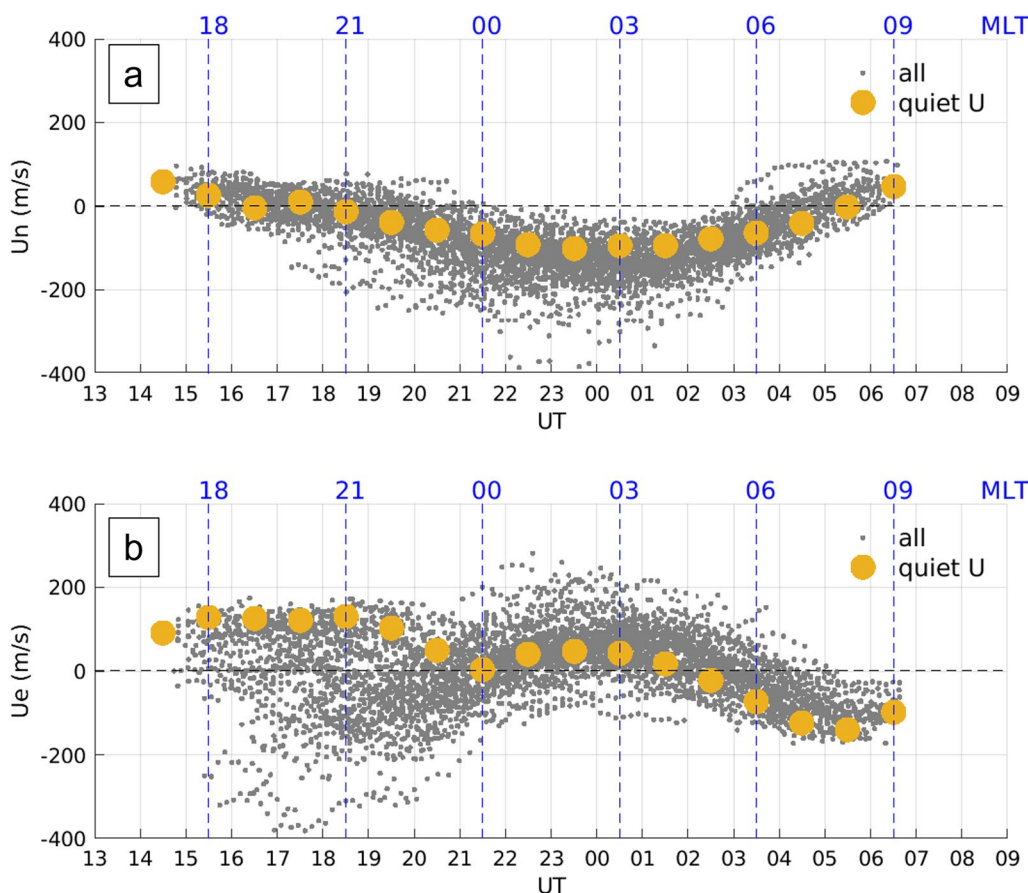 18 21 00 03 06 09 MLT
400
a
all
quiet U
200
Un (m/s)
0
-200
-400
13 14 15 16 17 18 19 20 21 22 23 00 01 02 03 04 05 06 07 08 09
UT
18 21 00 03 06 09 MLT
400
b
all
quiet U
200
Ue (m/s)
0
-200
-400
13 14 15 16 17 18 19 20 21 22 23 00 01 02 03 04 05 06 07 08 09
UT